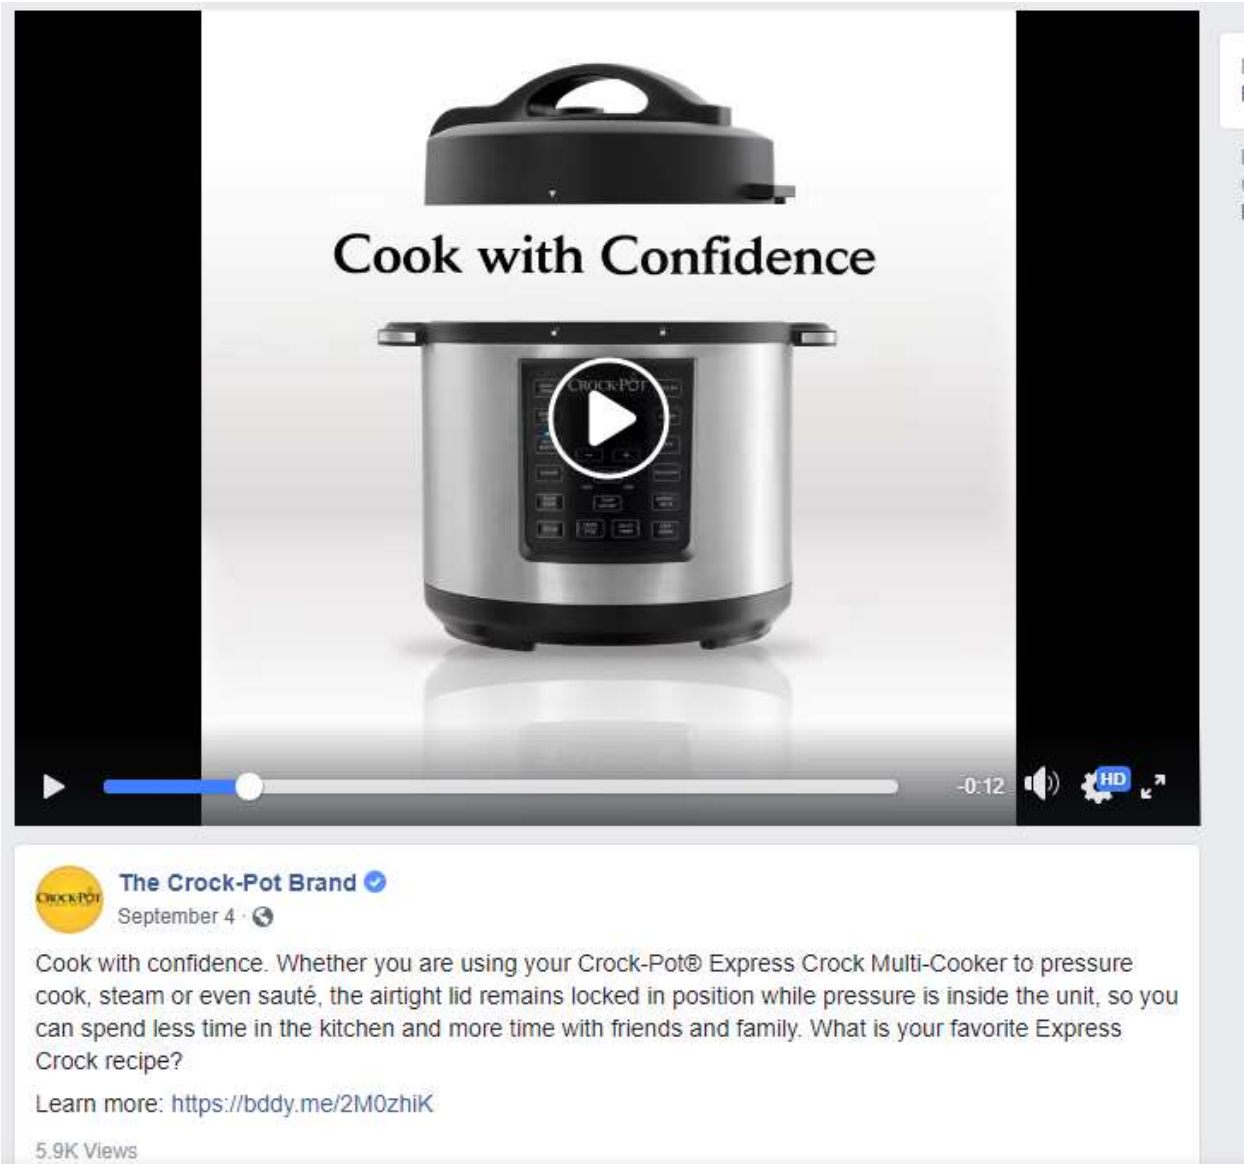 Cook with Confidence
CROCK-POT
-0:12
HD
CROCK-POT
The Crock-Pot Brand
September 4 ·
Cook with confidence. Whether you are using your Crock-Pot® Express Crock Multi-Cooker to pressure
cook, steam or even sauté, the airtight lid remains locked in position while pressure is inside the unit, so you
can spend less time in the kitchen and more time with friends and family. What is your favorite Express
Crock recipe?
Learn more: https://bddy.me/2M0zhiK
5.9K Views